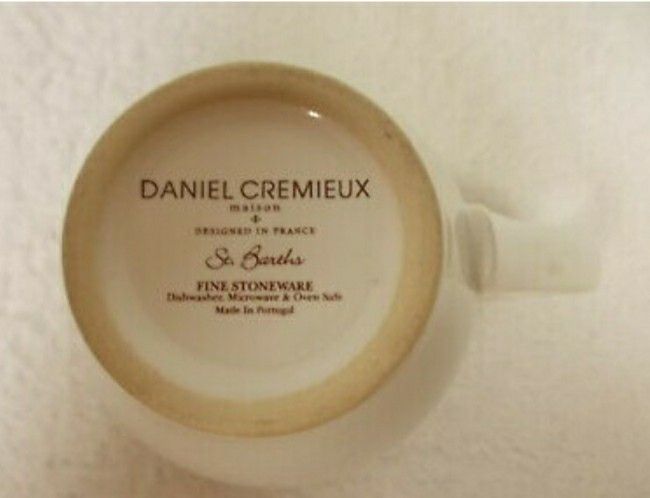 DANIEL CREMIEUX
maison
DESIGNED IN FRANCE
St. Barths
FINE STONEWARE
Dishwasher, Microwave & Oven Safe
Made In Portugal